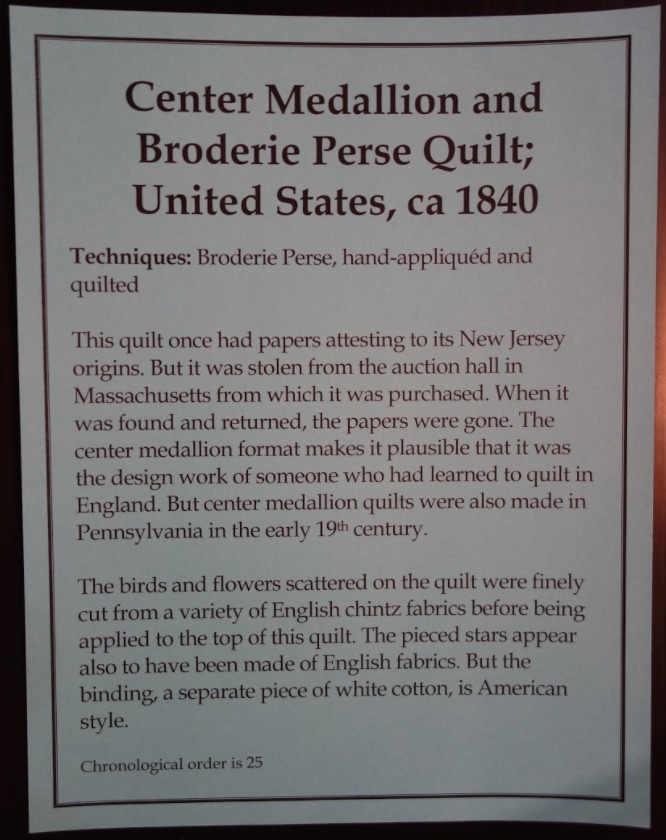 Center Medallion and
Broderie Perse Quilt;
United States, ca 1840
Techniques: Broderie Perse, hand-appliquéd and
quilted
This quilt once had papers attesting to its New Jersey
origins. But it was stolen from the auction hall in
Massachusetts from which it was purchased. When it
was found and returned, the papers were gone. The
center medallion format makes it plausible that it was
the design work of someone who had learned to quilt in
England. But center medallion quilts were also made in
Pennsylvania in the early 19th century.
The birds and flowers scattered on the quilt were finely
cut from a variety of English chintz fabrics before being
applied to the top of this quilt. The pieced stars appear
also to have been made of English fabrics. But the
binding, a separate piece of white cotton, is American
style.
Chronological order is 25